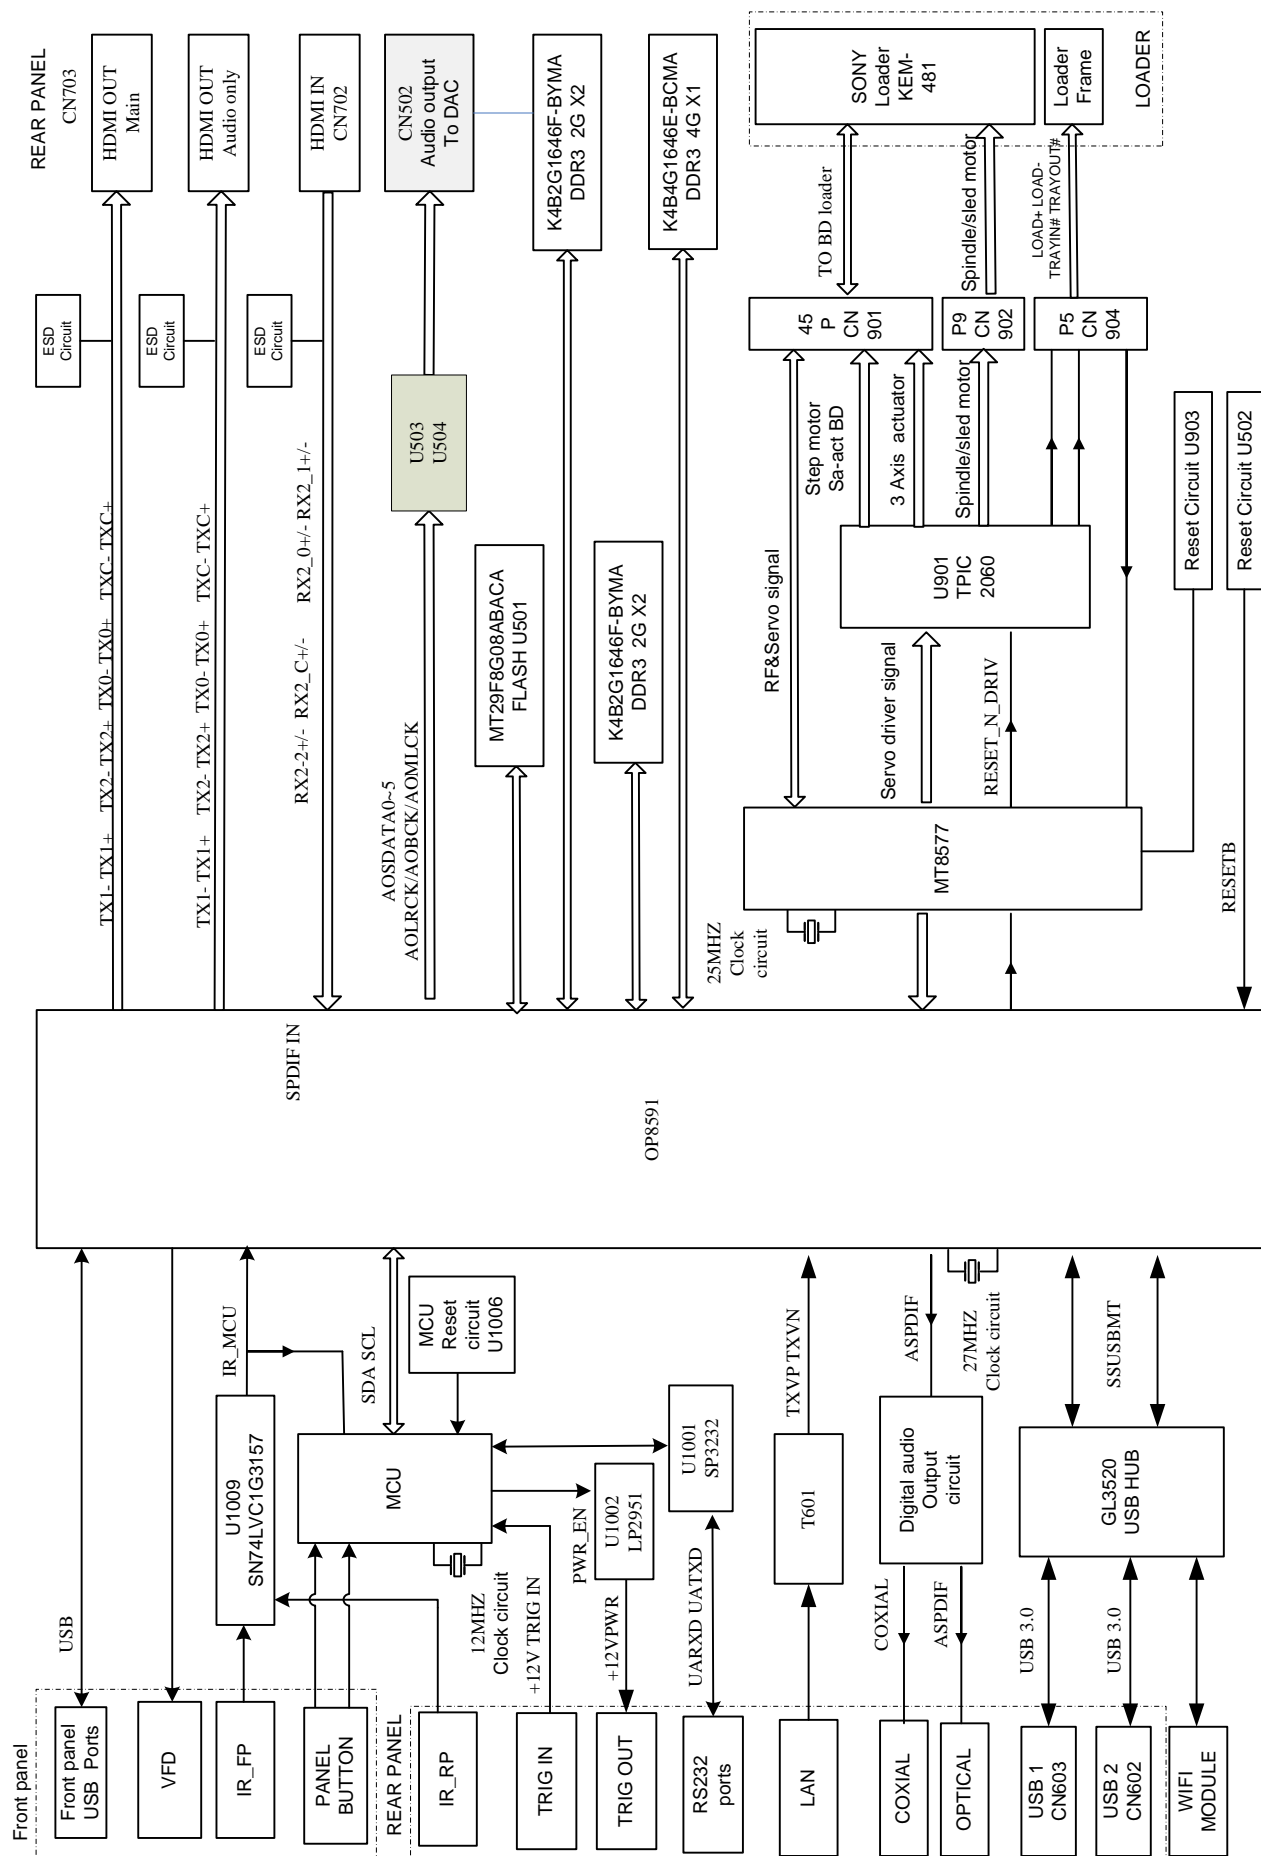 REAR PANEL
CN703
HDMI OUT
Main
HDMI OUT
Audio only
HDMI IN
CN702
CN502
Audio output
To DAC
K4B2G1646F-BYMA
DDR3 2G X2
K4B4G1646E-BCMA
DDR3 4G X1
SONY
Loader
KEM-
481
Loader
Frame
LOADER
ESD
Circuit
ESD
Circuit
ESD
Circuit
TO BD loader
Spindle/sled motor
LOAD+ LOAD-
TRAYIN# TRAYOUT#
45
P
CN
901
P9
CN
902
P5
CN
904
U503
U504
TX1- TX1+ TX2- TX2+ TX0- TX0+ TXC- TXC+
TX1- TX1+ TX2- TX2+ TX0- TX0+ TXC- TXC+
RX2-2+/- RX2_C+/- RX2_0+/- RX2_1+/-
AOSDATA0~5
AOLRCK/AOBCK/AOMLCK
MT29F8G08ABACA
FLASH U501
K4B2G1646F-BYMA
DDR3 2G X2
Step motor
Sa-act BD
3 Axis actuator
Spindle/sled motor
Reset Circuit U903
Reset Circuit U502
U901
TPIC
2060
RF&Servo signal
Servo driver signal
RESET_N_DRIV
MT8577
25MHZ
Clock
circuit
RESETB
SPDIF IN
OP8591
USB
IR_MCU
SDA SCL
MCU
Reset
circuit
U1006
U1009
SN74LVC1G3157
MCU
12MHZ
Clock circuit
+12V TRIG IN
PWR_EN
U1002
LP2951
+12VPWR
U1001
SP3232
UARXD UATXD
TXVP TXVN
T601
ASPDIF
27MHZ
Clock circuit
Digital audio
Output
circuit
COXIAL
ASPDIF
SSUSBMT
GL3520
USB HUB
USB 3.0
USB 3.0
Front panel
Front panel
USB Ports
VFD
IR_FP
PANEL
BUTTON
REAR PANEL
IR_RP
TRIG IN
TRIG OUT
RS232
ports
LAN
COXIAL
OPTICAL
USB 1
CN603
USB 2
CN602
WIFI
MODULE